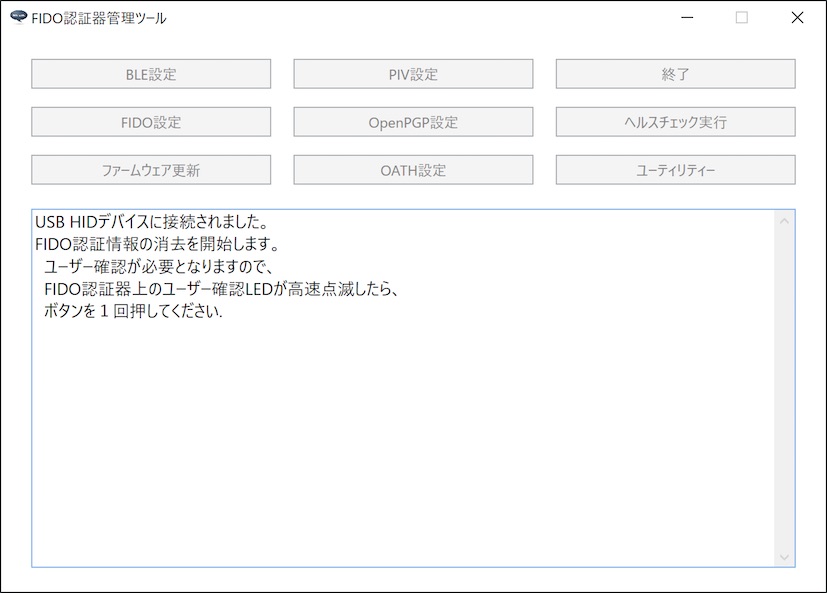 FIDO認証器管理ツール
BLE設定
PIV設定
終了
FIDO設定
OpenPGP設定
ヘルスチェック実行
ファームウェア更新
OATH設定
ユーティリティー
USB HIDデバイスに接続されました。
FIDO認証情報の消去を開始します。
ユーザー確認が必要となりますので、
FIDO認証器上のユーザー確認LEDが高速点滅したら、
ボタンを１回押してください.